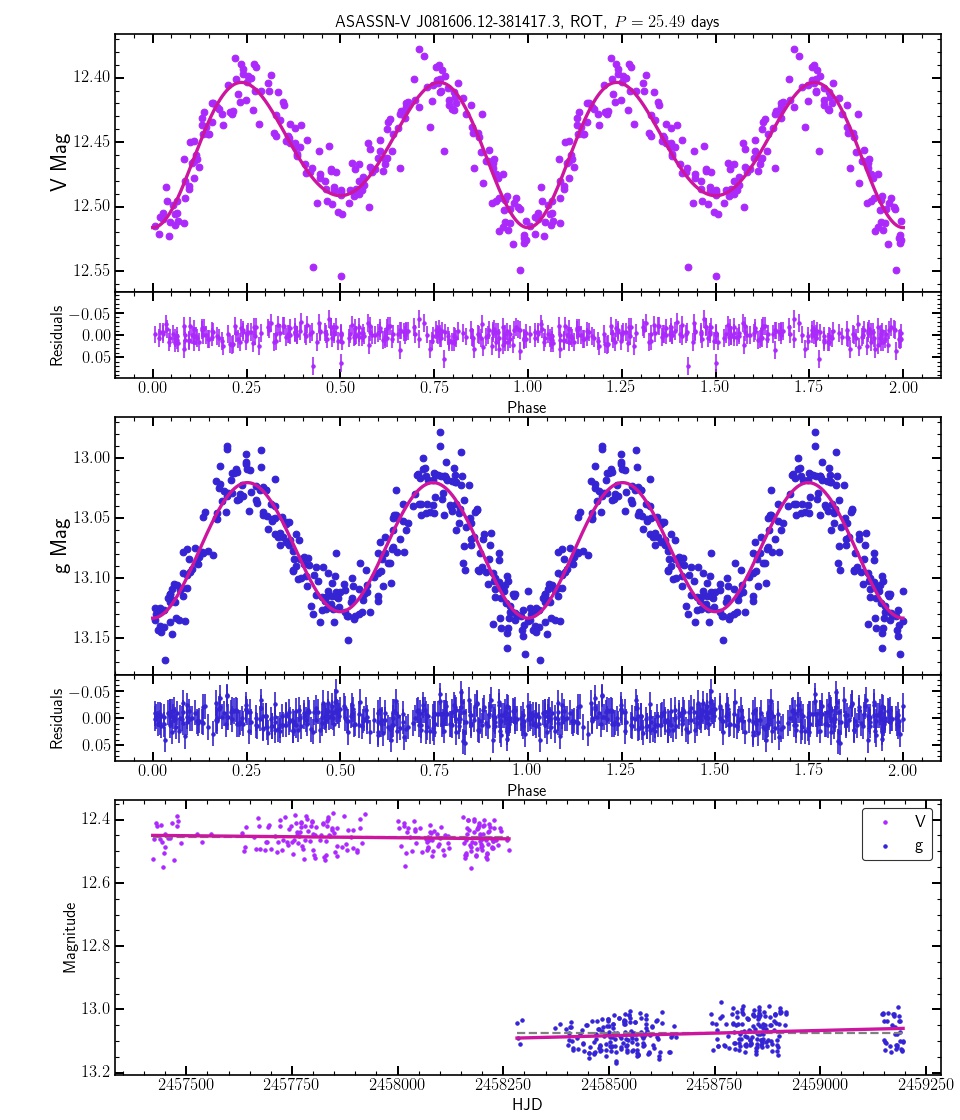 ASASSN-V J081606.12-381417.3, ROT, P = 25.49 days
12.40
12.45
12.50
12.55
V Mag
−0.05
0.00
0.05
Residuals
0.00 0.25 0.50 0.75 1.00 1.25 1.50 1.75 2.00
Phase
13.00
13.05
13.10
13.15
g Mag
−0.05
0.00
0.05
Residuals
0.00 0.25 0.50 0.75 1.00 1.25 1.50 1.75 2.00
Phase
12.4
12.6
12.8
13.0
13.2
Magnitude
V
g
2457500 2457750 2458000 2458250 2458500 2458750 2459000 2459250
HJD